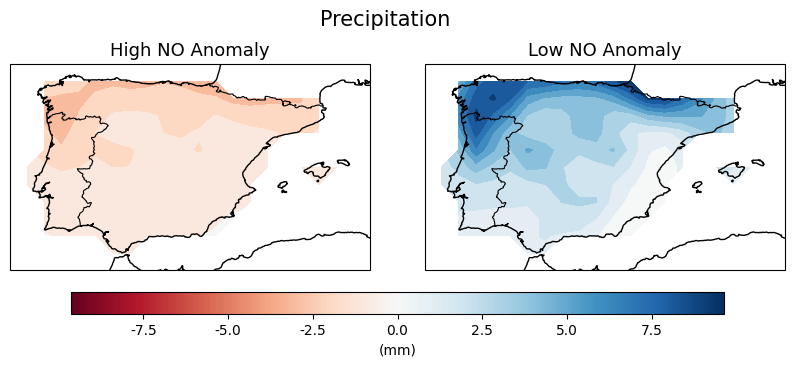 Precipitation
High NO Anomaly
Low NO Anomaly
-7.5 -5.0 -2.5 0.0 2.5 5.0 7.5
(mm)